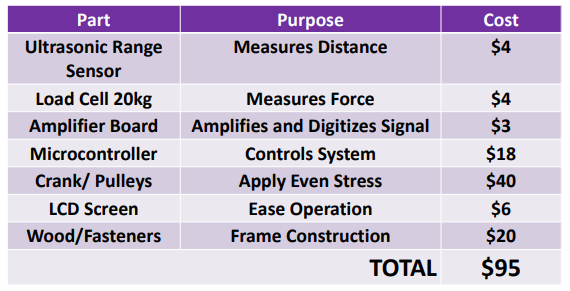 Part Purpose Cost
Ultrasonic Range Sensor Measures Distance $4
Load Cell 20kg Measures Force $4
Amplifier Board Amplifies and Digitizes Signal $3
Microcontroller Controls System $18
Crank/ Pulleys Apply Even Stress $40
LCD Screen Ease Operation $6
Wood/Fasteners Frame Construction $20
TOTAL $95